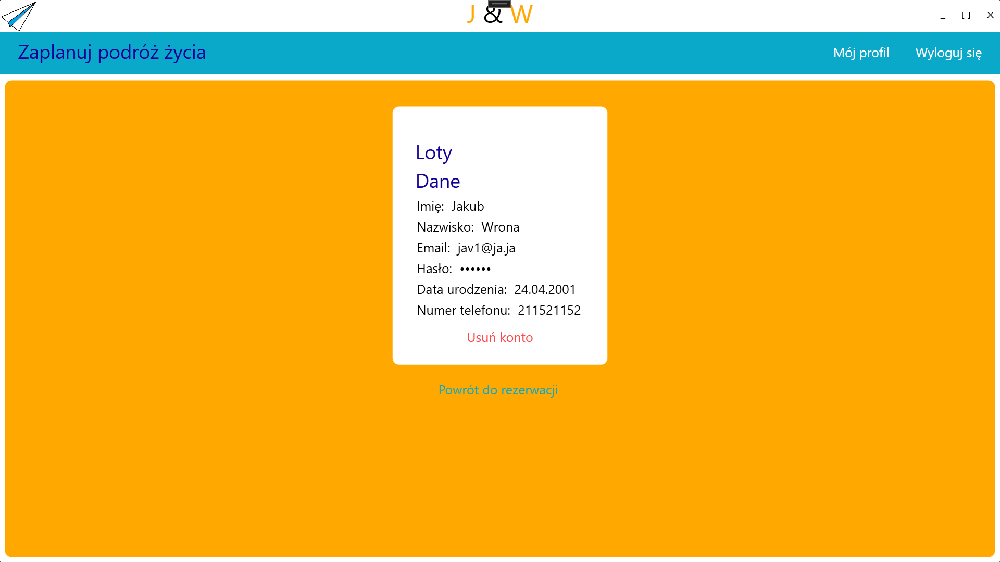 J & W
_ [ ] X
Zaplanuj podróż życia Mój profil Wyloguj się
Loty
Dane
Imię: Jakub
Nazwisko: Wrona
Email: jav1@ja.ja
Hasło: ••••••
Data urodzenia: 24.04.2001
Numer telefonu: 211521152
Usuń konto
Powrót do rezerwacji